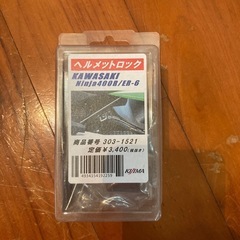 ヘルメットロック
KAWASAKI
Ninja400R/ER-6
商品番号 303-1521
定価¥3,400(税抜き)
KIJIMA